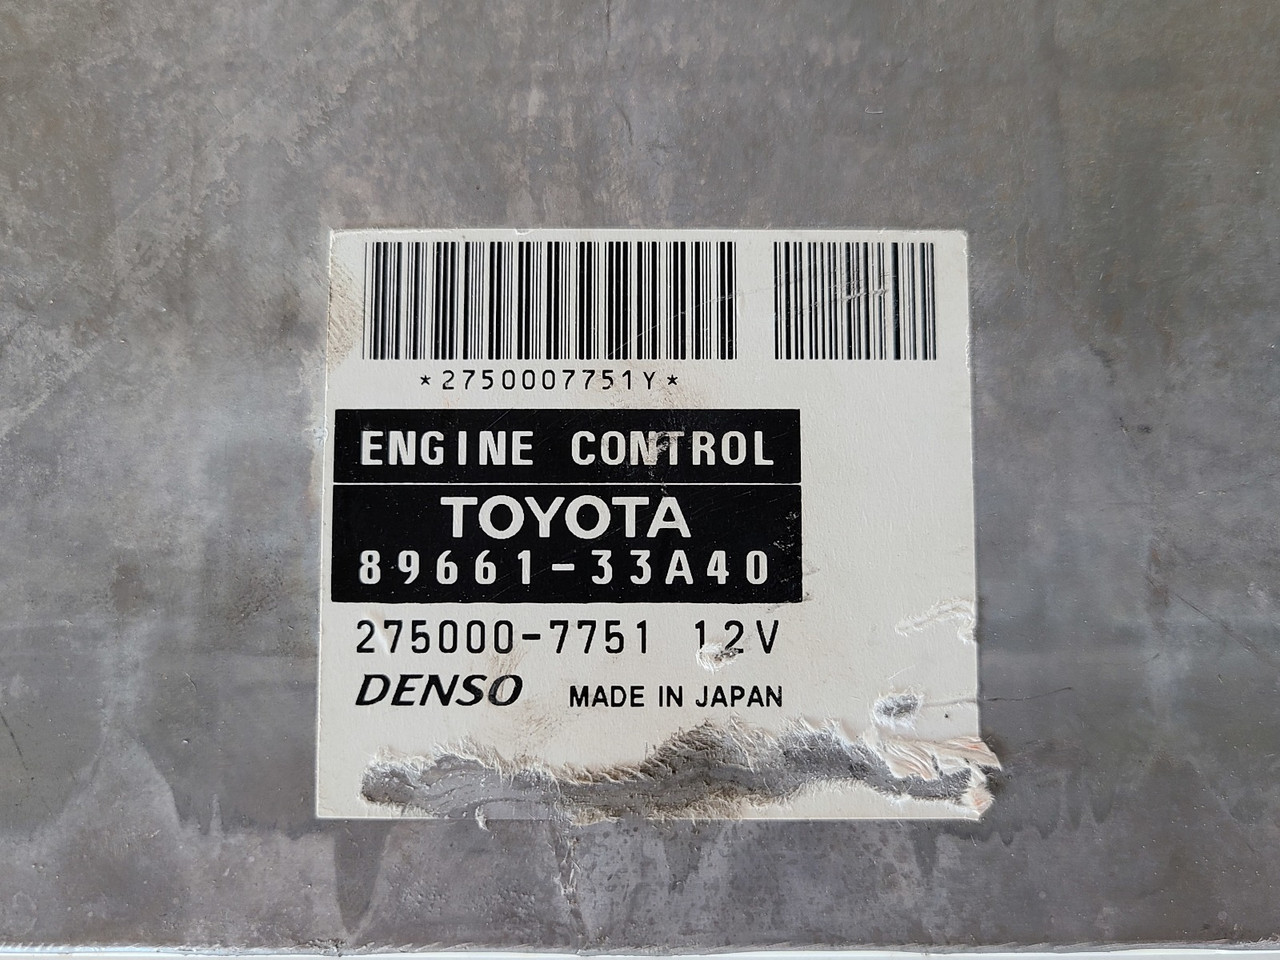 *2750007751Y*
ENGINE CONTROL
TOYOTA
89661-33A40
275000-7751 12V
DENSO MADE IN JAPAN